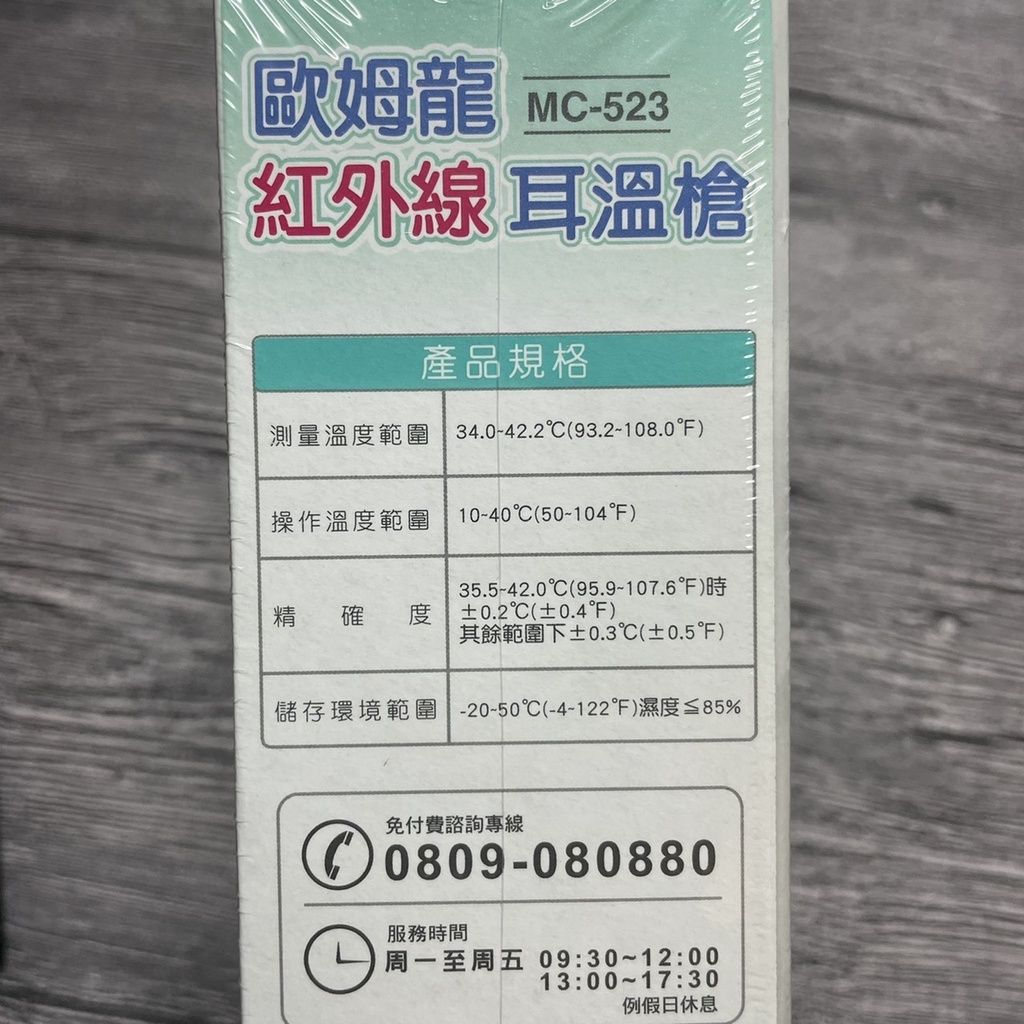 歐姆龍 MC-523
紅外線 耳溫槍
產品規格
測量溫度範圍 34.0~42.2℃(93.2~108.0℉)
操作溫度範圍 10~40℃(50~104℉)
精確度 35.5~42.0℃(95.9~107.6℉)時
±0.2℃(±0.4℉)
其餘範圍下±0.3℃(±0.5℉)
儲存環境範圍 -20~50℃(-4~122℉)濕度≦85%
免付費諮詢專線
0809-080880
服務時間
周一至周五 09:30~12:00
13:00~17:30
例假日休息